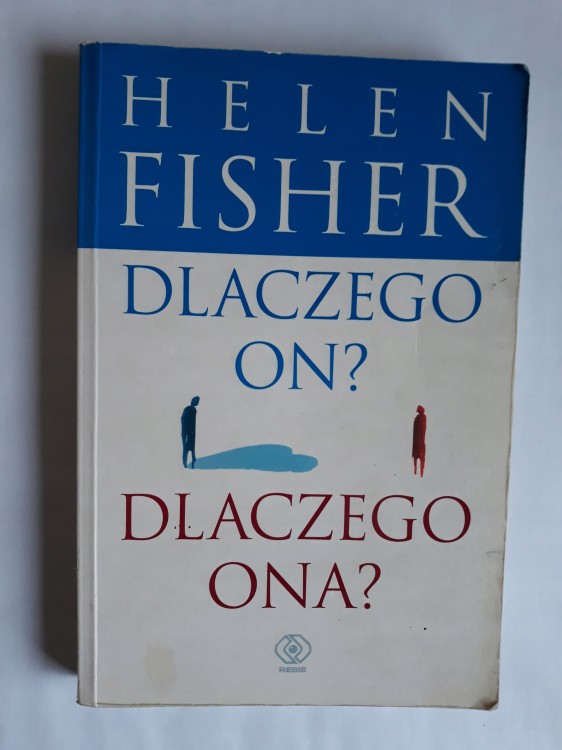 HELEN
FISHER
DLACZEGO
ON?
DLACZEGO
ONA?
REBIS